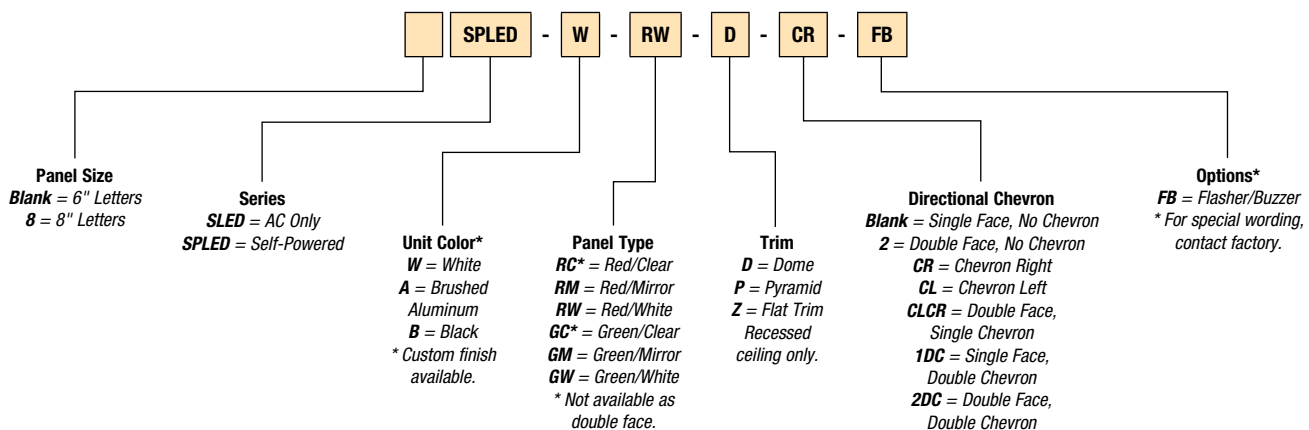 SPLED - W - RW - D - CR - FB
Panel Size
Blank = 6" Letters
8 = 8" Letters
Series
SLED = AC Only
SPLED = Self-Powered
Unit Color*
W = White
A = Brushed
Aluminum
B = Black
* Custom finish
available.
Panel Type
RC* = Red/Clear
RM = Red/Mirror
RW = Red/White
GC* = Green/Clear
GM = Green/Mirror
GW = Green/White
* Not available as
double face.
Trim
D = Dome
P = Pyramid
Z = Flat Trim
Recessed
ceiling only.
Directional Chevron
Blank = Single Face, No Chevron
2 = Double Face, No Chevron
CR = Chevron Right
CL = Chevron Left
CLCR = Double Face,
Single Chevron
1DC = Single Face,
Double Chevron
2DC = Double Face,
Double Chevron
Options*
FB = Flasher/Buzzer
* For special wording,
contact factory.